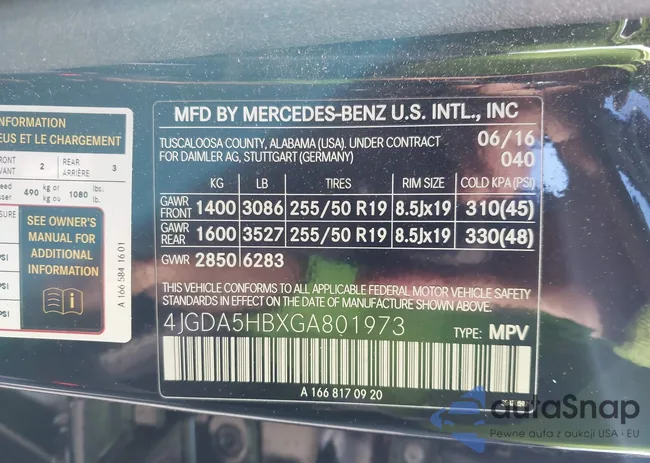 INFORMATION
EUS ET LE CHARGEMENT
FRONT
VANT
2
REAR
ARRIÈRE
3
490 kg or
kg ou
1080 lbs. or
lb.
SEE OWNER'S
MANUAL FOR
ADDITIONAL
INFORMATION
A 166 584 16 01
MFD BY MERCEDES-BENZ U.S. INTL., INC
TUSCALOOSA COUNTY, ALABAMA (USA). UNDER CONTRACT 06/16
FOR DAIMLER AG, STUTTGART (GERMANY) 040
KG LB TIRES RIM SIZE COLD KPA (PSI)
GAWR FRONT 1400 3086 255/50 R19 8.5Jx19 310(45)
GAWR REAR 1600 3527 255/50 R19 8.5Jx19 330(48)
GVWR 2850 6283
THIS VEHICLE CONFORMS TO ALL APPLICABLE FEDERAL MOTOR VEHICLE SAFETY
STANDARDS IN EFFECT ON THE DATE OF MANUFACTURE SHOWN ABOVE.
4JGDA5HBXGA801973 TYPE: MPV
A 166 817 09 20
autaSnap
Pewne auta z aukcji USA · EU